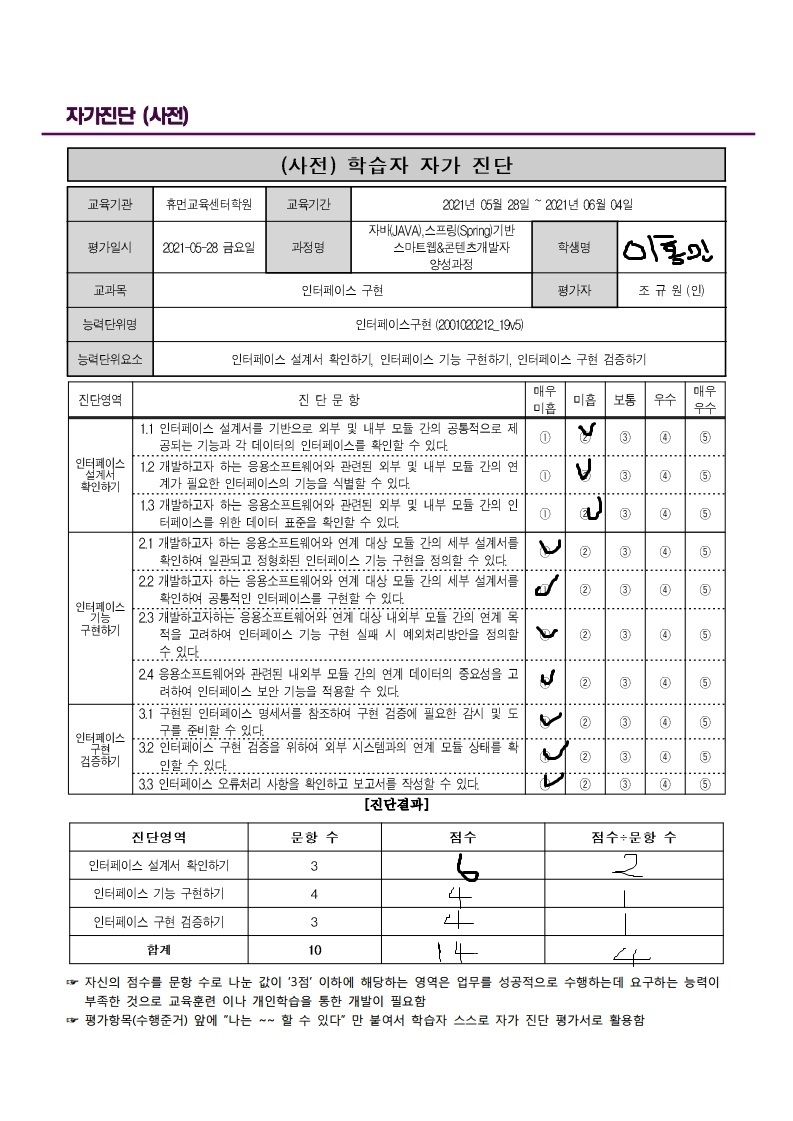 자가진단 (사전)
(사전) 학습자 자가 진단
교육기관 휴먼교육센터학원 교육기간 2021년 05월 28일 ~ 2021년 06월 04일
평가일시 2021-05-28 금요일 과정명 자바(JAVA),스프링(Spring)기반
스마트웹&콘텐츠개발자
양성과정
학생명
교과목 인터페이스 구현 평가자 조 규 원 (인)
능력단위명 인터페이스구현 (2001020212_19v5)
능력단위요소 인터페이스 설계서 확인하기, 인터페이스 기능 구현하기, 인터페이스 구현 검증하기
진단영역 진 단 문 항 매우 미흡 미흡 보통 우수 매우 우수
인터페이스
설계서
확인하기
1.1 인터페이스 설계서를 기반으로 외부 및 내부 모듈 간의 공통적으로 제
공되는 기능과 각 데이터의 인터페이스를 확인할 수 있다.
① ② ③ ④ ⑤
1.2 개발하고자 하는 응용소프트웨어와 관련된 외부 및 내부 모듈 간의 연
계가 필요한 인터페이스의 기능을 식별할 수 있다.
① ② ③ ④ ⑤
1.3 개발하고자 하는 응용소프트웨어와 관련된 외부 및 내부 모듈 간의 인
터페이스를 위한 데이터 표준을 확인할 수 있다.
① ② ③ ④ ⑤
인터페이스
기능
구현하기
2.1 개발하고자 하는 응용소프트웨어와 연계 대상 모듈 간의 세부 설계서를
확인하여 일관되고 정형화된 인터페이스 기능 구현을 정의할 수 있다.
① ② ③ ④ ⑤
2.2 개발하고자 하는 응용소프트웨어와 연계 대상 모듈 간의 세부 설계서를
확인하여 공통적인 인터페이스를 구현할 수 있다.
① ② ③ ④ ⑤
2.3 개발하고자하는 응용소프트웨어와 연계 대상 내외부 모듈 간의 연계 목
적을 고려하여 인터페이스 기능 구현 실패 시 예외처리방안을 정의할
수 있다.
① ② ③ ④ ⑤
2.4 응용소프트웨어와 관련된 내외부 모듈 간의 연계 데이터의 중요성을 고
려하여 인터페이스 보안 기능을 적용할 수 있다.
① ② ③ ④ ⑤
인터페이스
구현
검증하기
3.1 구현된 인터페이스 명세서를 참조하여 구현 검증에 필요한 감시 및 도
구를 준비할 수 있다.
① ② ③ ④ ⑤
3.2 인터페이스 구현 검증을 위하여 외부 시스템과의 연계 모듈 상태를 확
인할 수 있다.
① ② ③ ④ ⑤
3.3 인터페이스 오류처리 사항을 확인하고 보고서를 작성할 수 있다.
① ② ③ ④ ⑤
[진단결과]
진단영역 문항 수 점수 점수÷문항 수
인터페이스 설계서 확인하기 3 6 2
인터페이스 기능 구현하기 4 4 1
인터페이스 구현 검증하기 3 4 1
합계 10 14 4
☞ 자신의 점수를 문항 수로 나눈 값이 '3점' 이하에 해당하는 영역은 업무를 성공적으로 수행하는데 요구하는 능력이
부족한 것으로 교육훈련 이나 개인학습을 통한 개발이 필요함
☞ 평가항목(수행준거) 앞에 "나는 ~~ 할 수 있다" 만 붙여서 학습자 스스로 자가 진단 평가서로 활용함